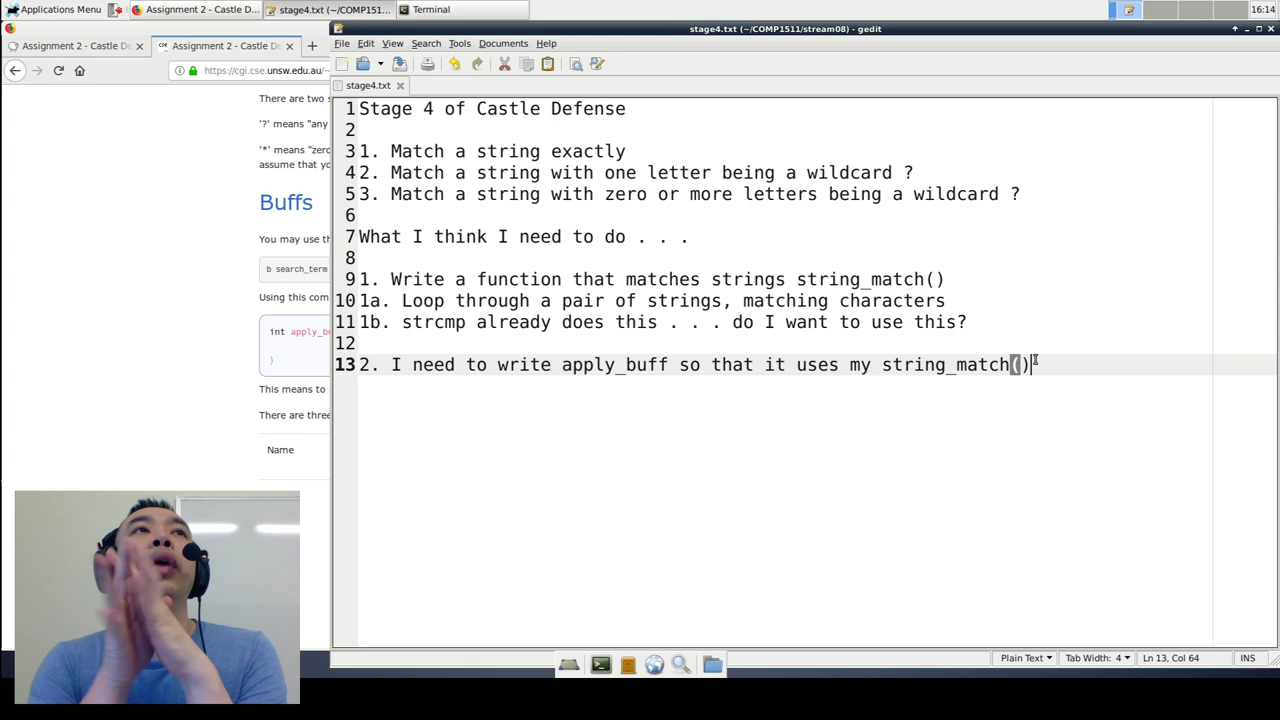 Applications Menu
Assignment 2 - Castle D...
stage4.txt (~/COMP151...
Terminal
16:14
stage4.txt (~/COMP1511/stream08) - gedit
Assignment 2 - Castle De
Assignment 2 - Castle De
File Edit View Search Tools Documents Help
https://cgi.cse.unsw.edu.au/~
stage4.txt
There are two s
'?' means "any
'*' means "zero
assume that yo
Buffs
You may use th
b search_term
Using this com
int apply_bu
}
This means to
There are three
Name
1 Stage 4 of Castle Defense
2
3 1. Match a string exactly
4 2. Match a string with one letter being a wildcard ?
5 3. Match a string with zero or more letters being a wildcard ?
6
7 What I think I need to do . . .
8
9 1. Write a function that matches strings string_match()
10 1a. Loop through a pair of strings, matching characters
11 1b. strcmp already does this . . . do I want to use this?
12
13 2. I need to write apply_buff so that it uses my string_match()
Plain Text Tab Width: 4 Ln 13, Col 64 INS